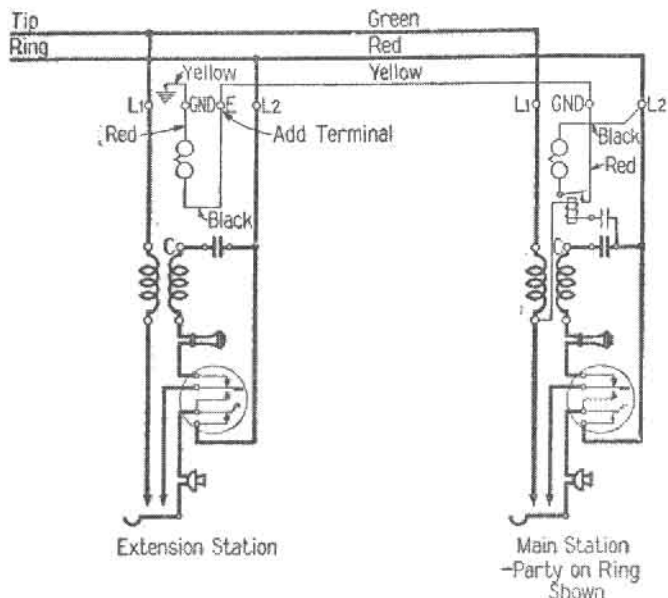 Tip Green
Ring Red
Yellow Yellow
L1 GND E L2 L1 GND L2
Red Add Terminal Black
Red
Black
C C
Extension Station
Main Station
-Party on Ring
Shown